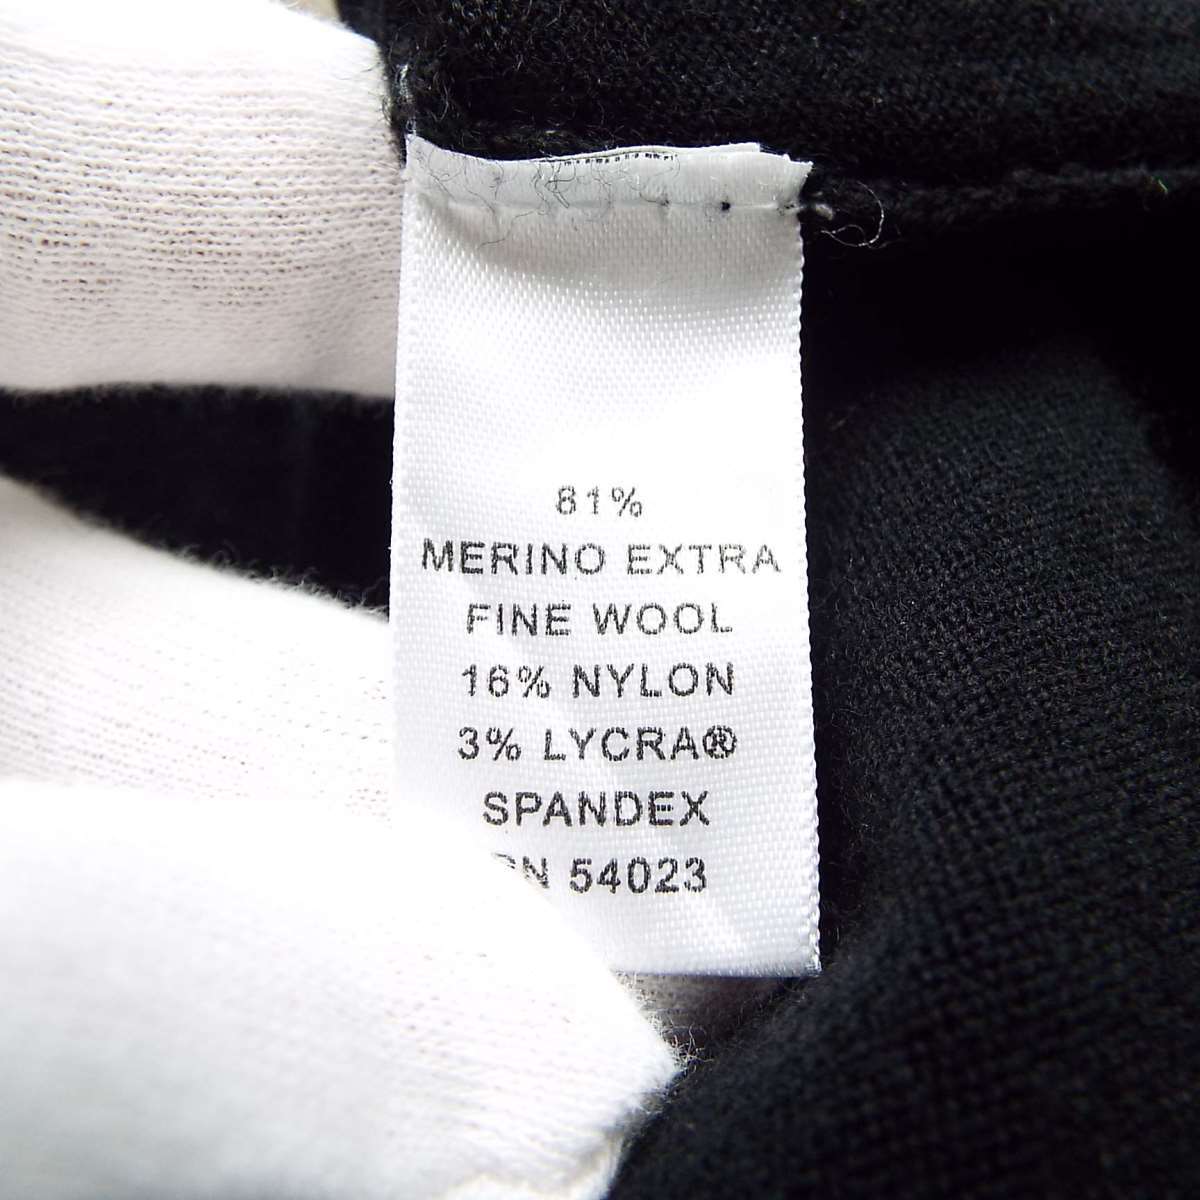 81%
MERINO EXTRA
FINE WOOL
16% NYLON
3% LYCRA®
SPANDEX
54023